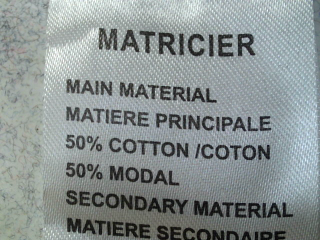 MATRICIER
MAIN MATERIAL
MATIERE PRINCIPALE
50% COTTON /COTON
50% MODAL
SECONDARY MATERIAL
MATIERE SECONDAIRE